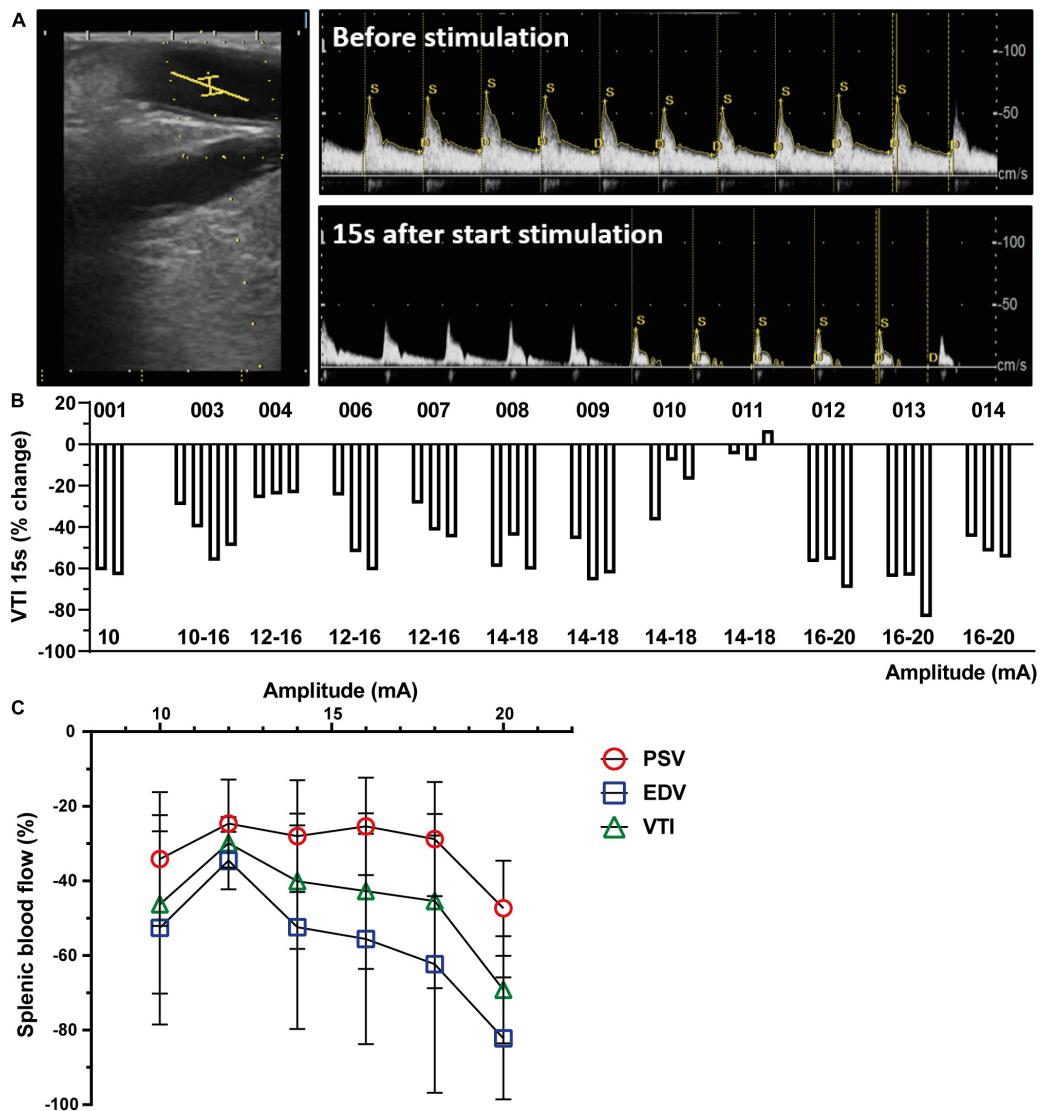 A
Before stimulation
S S S S S S S S S S
D D D D D D D D D D
-100
-50
cm/s
15s after start stimulation
S S S S S
D D D D D
-100
-50
cm/s
B
VTI 15s (% change)
20
0
-20
-40
-60
-80
-100
001 003 004 006 007 008 009 010 011 012 013 014
10 10-16 12-16 12-16 12-16 14-18 14-18 14-18 14-18 16-20 16-20 16-20
Amplitude (mA)
C
Amplitude (mA)
10 15 20
Splenic blood flow (%)
0
-20
-40
-60
-80
-100
PSV
EDV
VTI